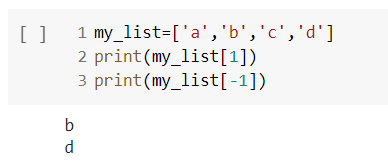 [ ] 1 my_list=['a','b','c','d']
2 print(my_list[1])
3 print(my_list[-1])
b
d